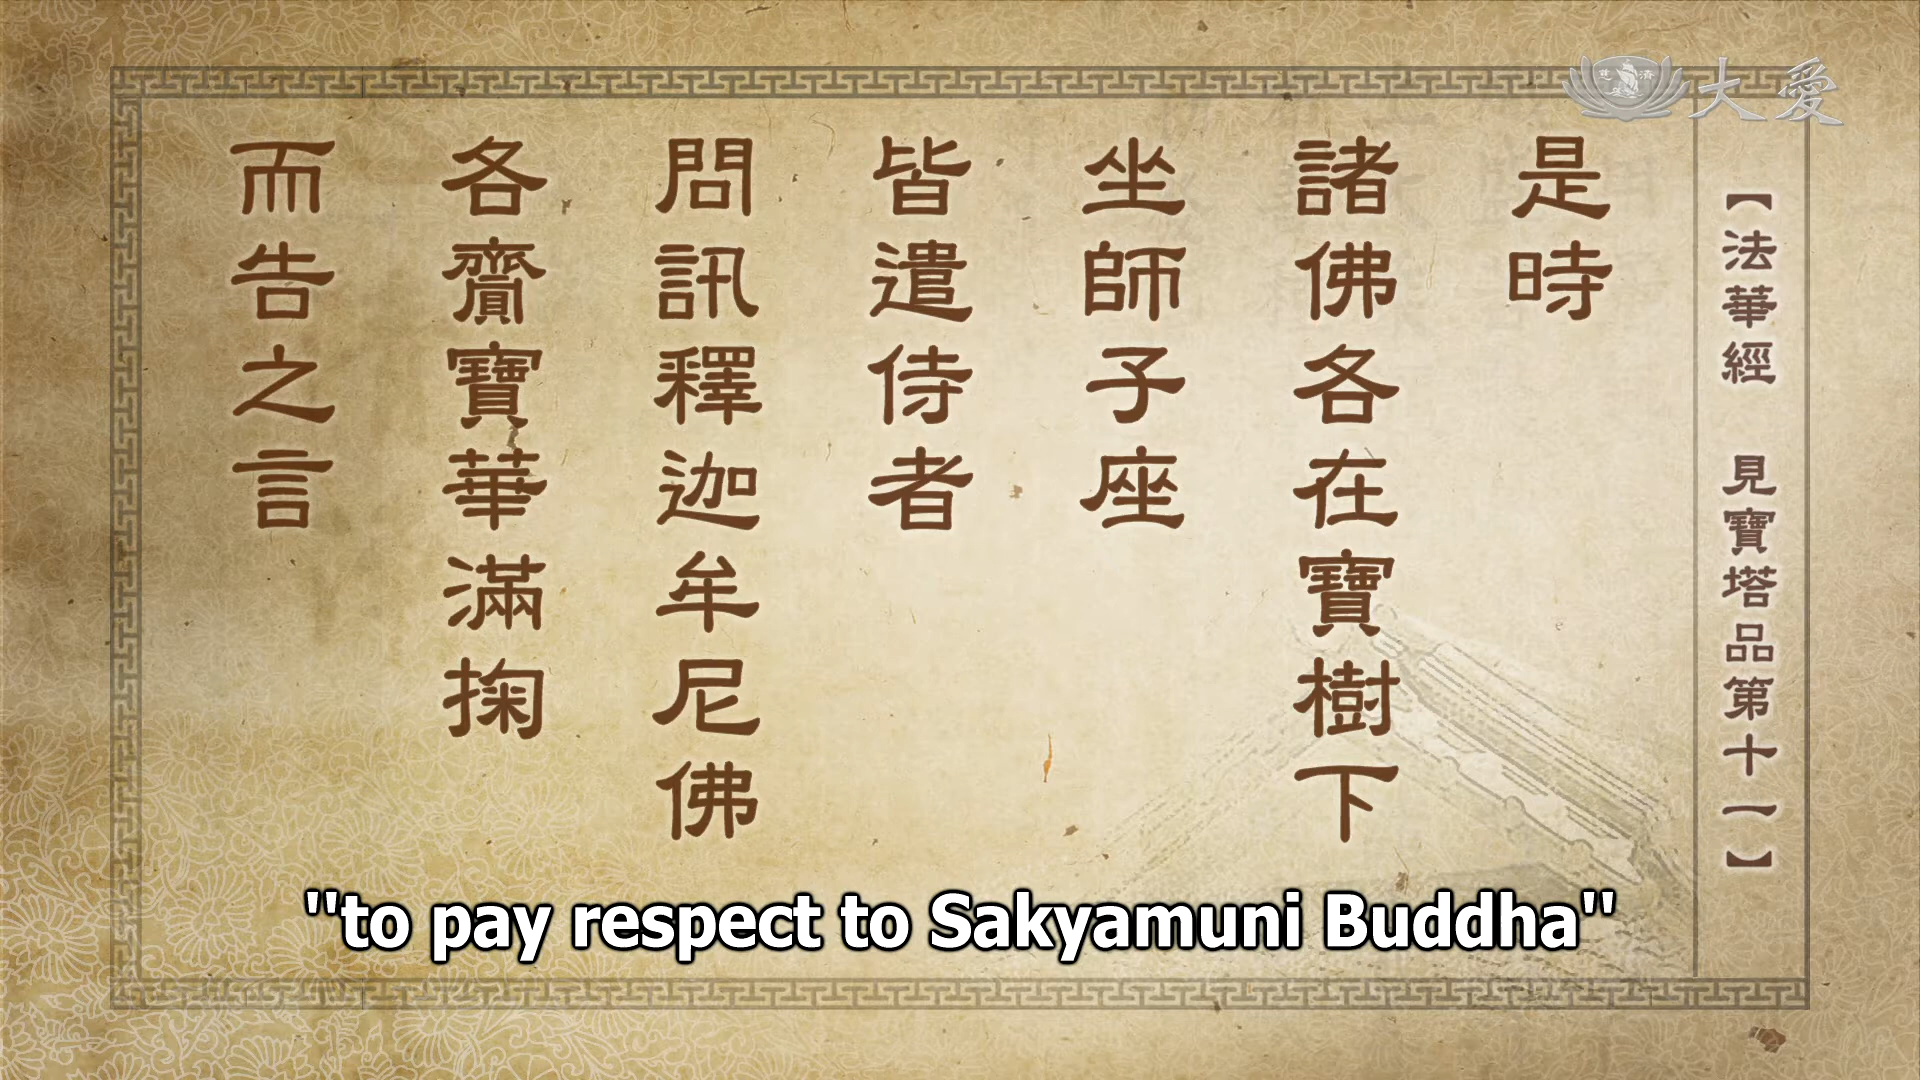 大愛
慈濟
【法華經 見寶塔品第十一】
是時
諸佛各在寶樹下
坐師子座
皆遣侍者
問訊釋迦牟尼佛
各齎寶華滿掬
而告之言
"to pay respect to Sakyamuni Buddha"